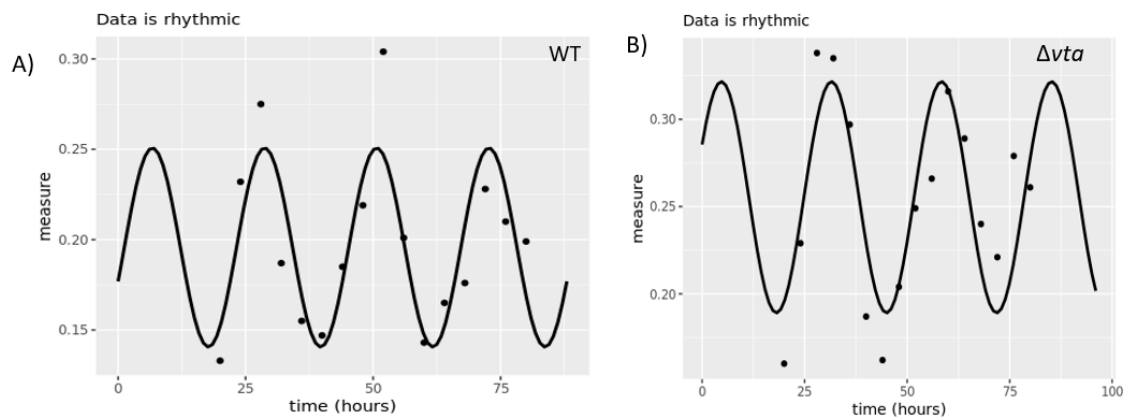 Data is rhythmic
A)
WT
0.30
0.25
0.20
0.15
measure
0
25
50
75
time (hours)
Data is rhythmic
B)
Δvta
0.30
0.25
0.20
measure
0
25
50
75
100
time (hours)